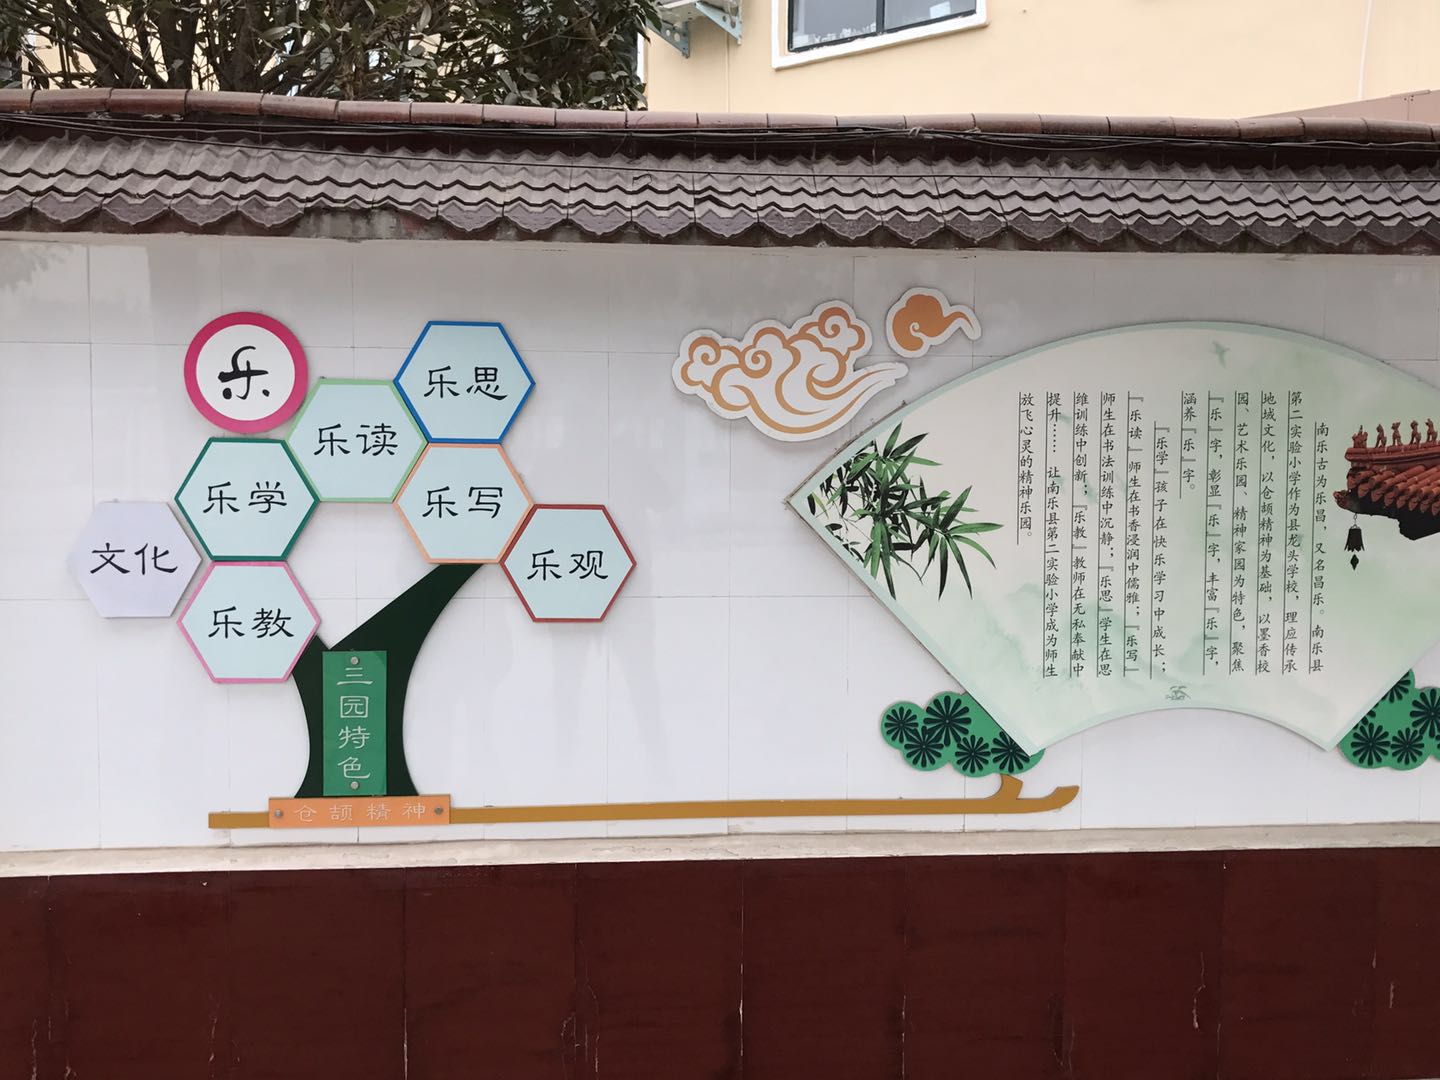 乐
乐思
乐读
乐学
乐写
文化
乐观
乐教
三园特色
仓颉精神
南乐古为乐昌，又名昌乐。南乐县
第二实验小学作为县龙头学校，理应传承
地域文化，以仓颉精神为基础，以墨香校
园、艺术乐园、精神家园为特色，聚焦
『乐』字，彰显『乐』字，丰富『乐』字，
涵养『乐』字。
『乐学』孩子在快乐学习中成长；
『乐读』师生在书香浸润中儒雅；『乐写』
师生在书法训练中沉静；『乐思』学生在思
维训练中创新；『乐教』教师在无私奉献中
提升…… 让南乐县第二实验小学成为师生
放飞心灵的精神乐园。